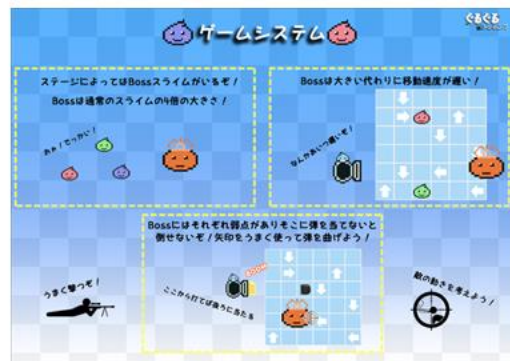 ぐるぐる
ゲームシステム
ステージによってはBossスライムがいるぞ!
Bossは通常のスライムの4倍の大きさ!
わぁ!でっかい!
Bossは大きい代わりに移動速度が遅い!
なんかあいつ遅いぞ!
Bossにはそれぞれ弱点がありそこに弾を当てないと
倒せないぞ!矢印をうまく使って弾を曲げよう!
BOOM
ここから打てば後ろに当たる
うまく撃つぞ!
敵の動きを考えよう!